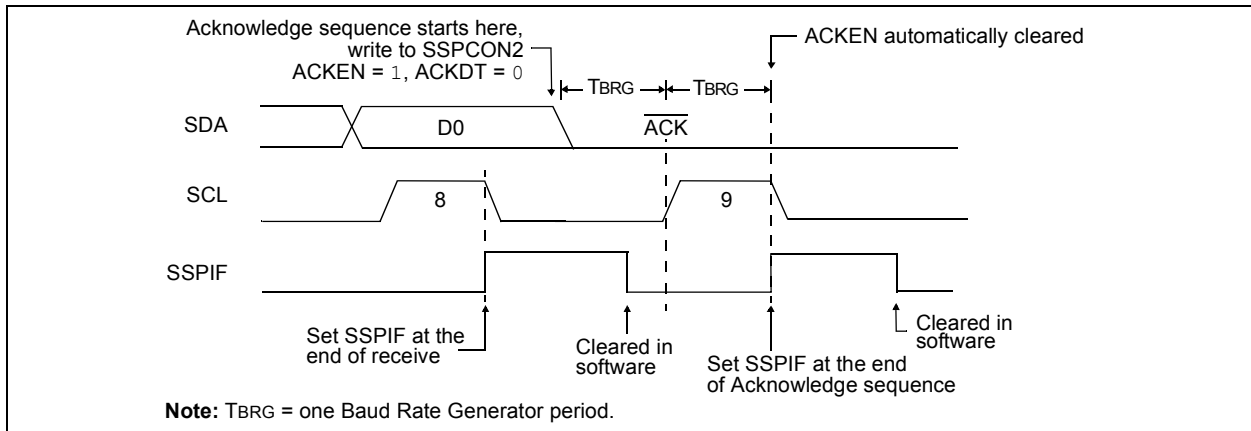 Acknowledge sequence starts here,
write to SSPCON2
ACKEN = 1, ACKDT = 0
ACKEN automatically cleared
TBRG
TBRG
SDA
D0
ACK
SCL
8
9
SSPIF
Set SSPIF at the
end of receive
Cleared in
software
Set SSPIF at the end
of Acknowledge sequence
Cleared in
software
Note: TBRG = one Baud Rate Generator period.